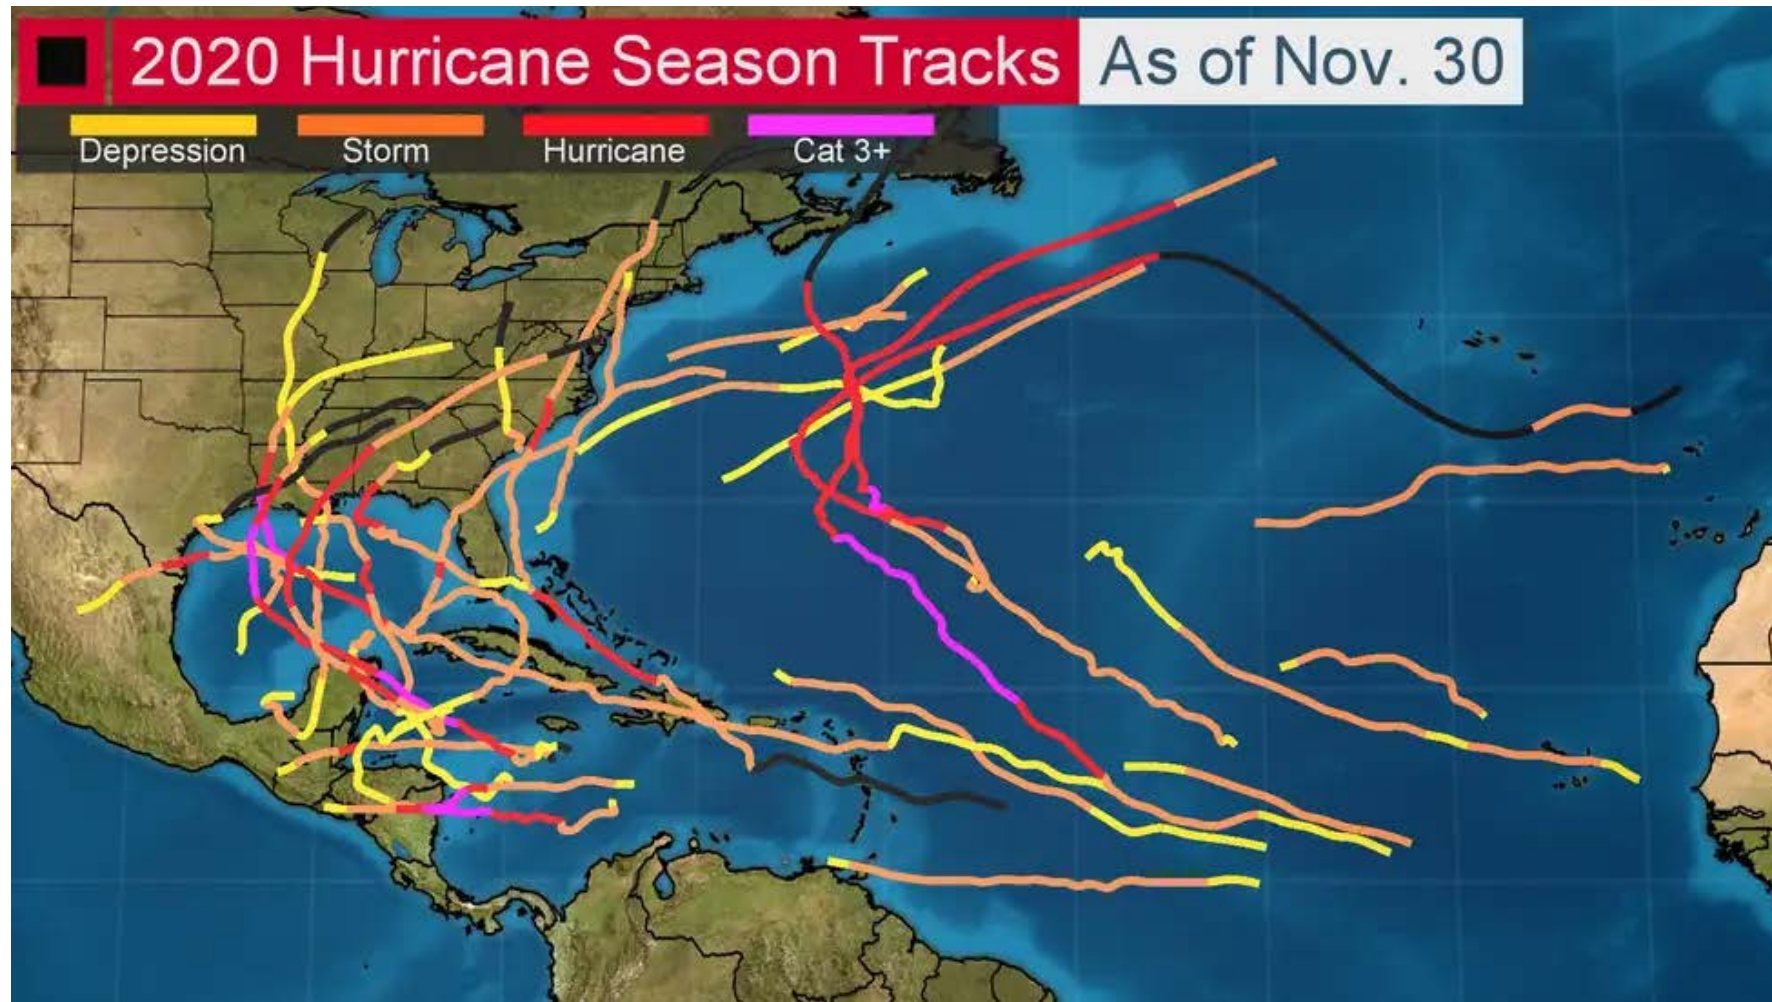 2020 Hurricane Season Tracks As of Nov. 30
Depression Storm Hurricane Cat 3+